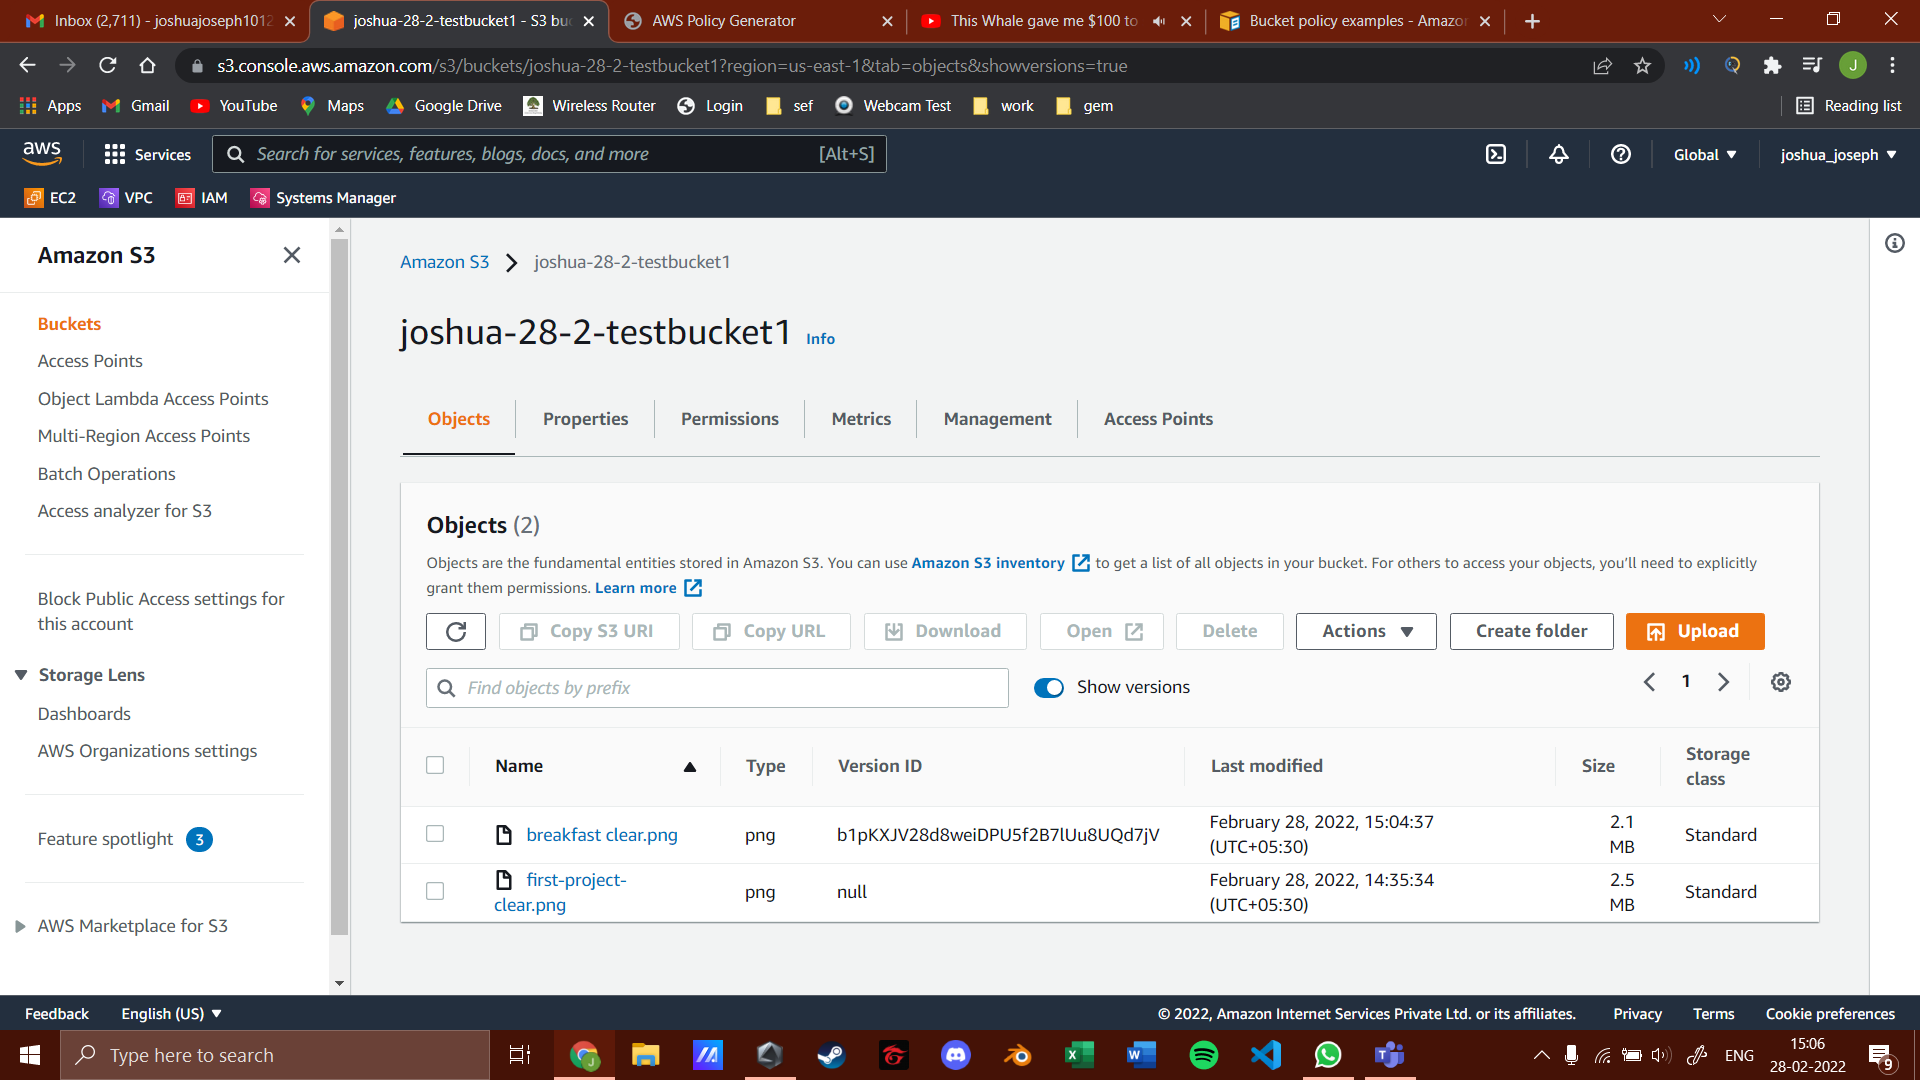 Inbox (2,711) - joshuajoseph1012
joshua-28-2-testbucket1 - S3 buc
AWS Policy Generator
This Whale gave me $100 to
Bucket policy examples - Amazon
s3.console.aws.amazon.com/s3/buckets/joshua-28-2-testbucket1?region=us-east-1&tab=objects&showversions=true
J
Apps Gmail YouTube Maps Google Drive Wireless Router Login sef Webcam Test work gem Reading list
aws Services Search for services, features, blogs, docs, and more [Alt+S] Global joshua_joseph
EC2 VPC IAM Systems Manager
Amazon S3
Buckets
Access Points
Object Lambda Access Points
Multi-Region Access Points
Batch Operations
Access analyzer for S3
Block Public Access settings for
this account
Storage Lens
Dashboards
AWS Organizations settings
Feature spotlight 3
AWS Marketplace for S3
Amazon S3 > joshua-28-2-testbucket1
joshua-28-2-testbucket1 Info
Objects Properties Permissions Metrics Management Access Points
Objects (2)
Objects are the fundamental entities stored in Amazon S3. You can use Amazon S3 inventory to get a list of all objects in your bucket. For others to access your objects, you'll need to explicitly
grant them permissions. Learn more
Copy S3 URI Copy URL Download Open Delete Actions Create folder Upload
Find objects by prefix Show versions 1
Name Type Version ID Last modified Size Storage
class
breakfast clear.png png b1pKXJV28d8weiDPU5f2B7lUu8UQd7jV February 28, 2022, 15:04:37 2.1 Standard
(UTC+05:30) MB
first-project- png null February 28, 2022, 14:35:34 2.5 Standard
clear.png (UTC+05:30) MB
Feedback English (US) © 2022, Amazon Internet Services Private Ltd. or its affiliates. Privacy Terms Cookie preferences
Type here to search ENG 15:06
28-02-2022 9